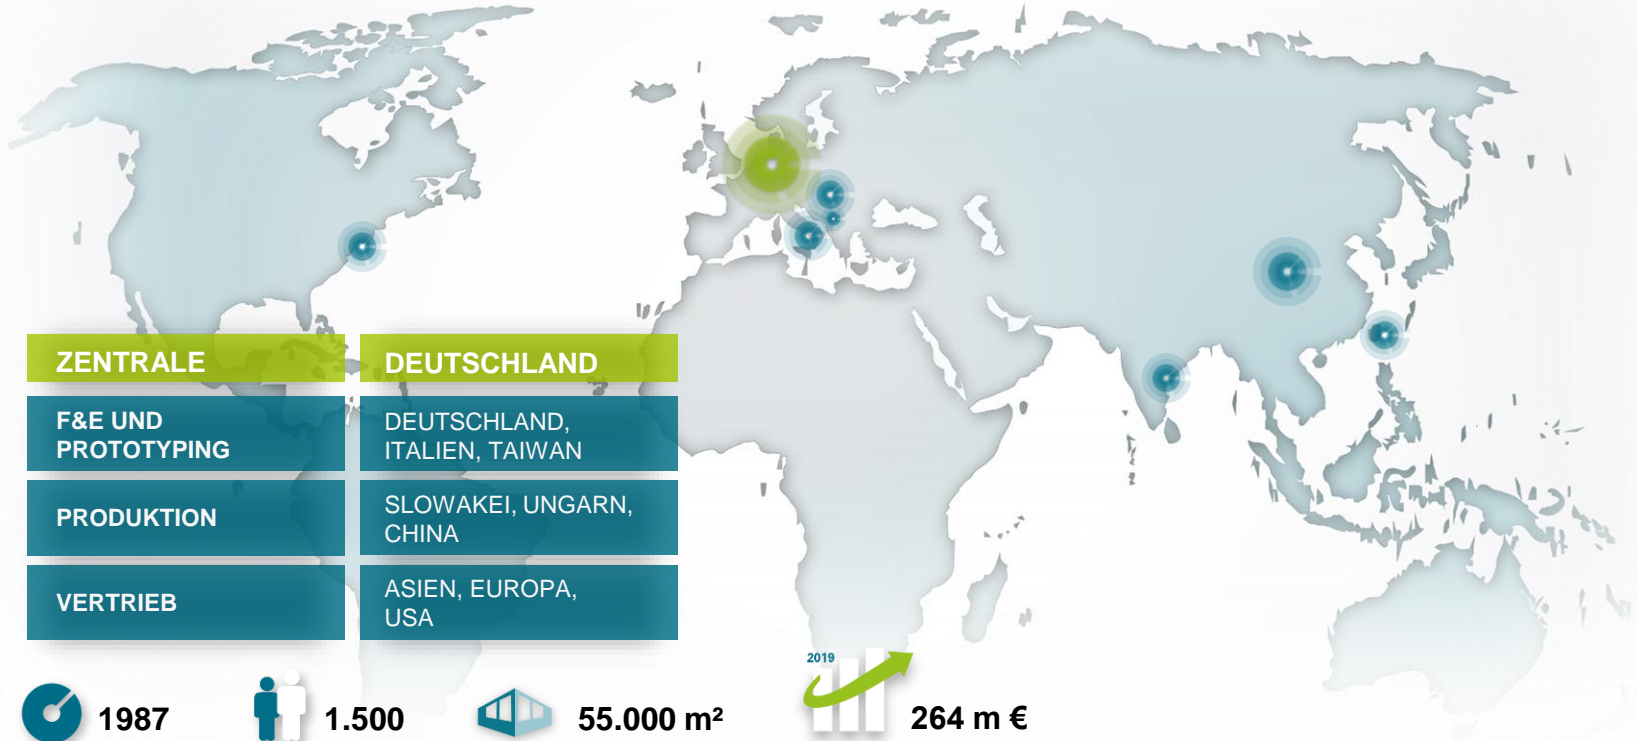 ZENTRALE
DEUTSCHLAND
F&E UND
PROTOTYPING
DEUTSCHLAND,
ITALIEN, TAIWAN
PRODUKTION
SLOWAKEI, UNGARN,
CHINA
VERTRIEB
ASIEN, EUROPA,
USA
2019
1987
1.500
55.000 m²
264 m €